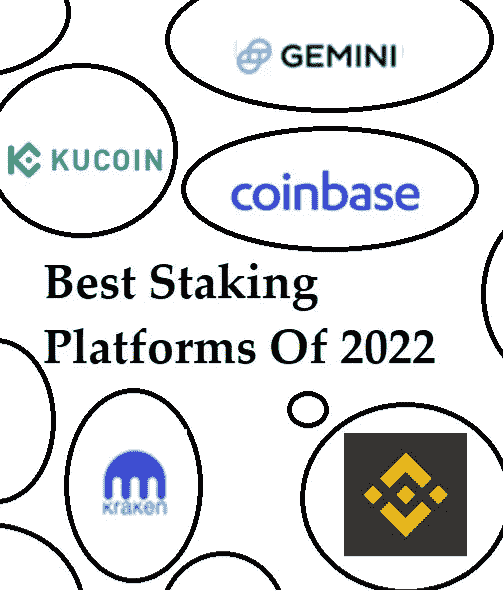 GEMINI
KUCOIN
coinbase
Best Staking
Platforms Of 2022
kraken